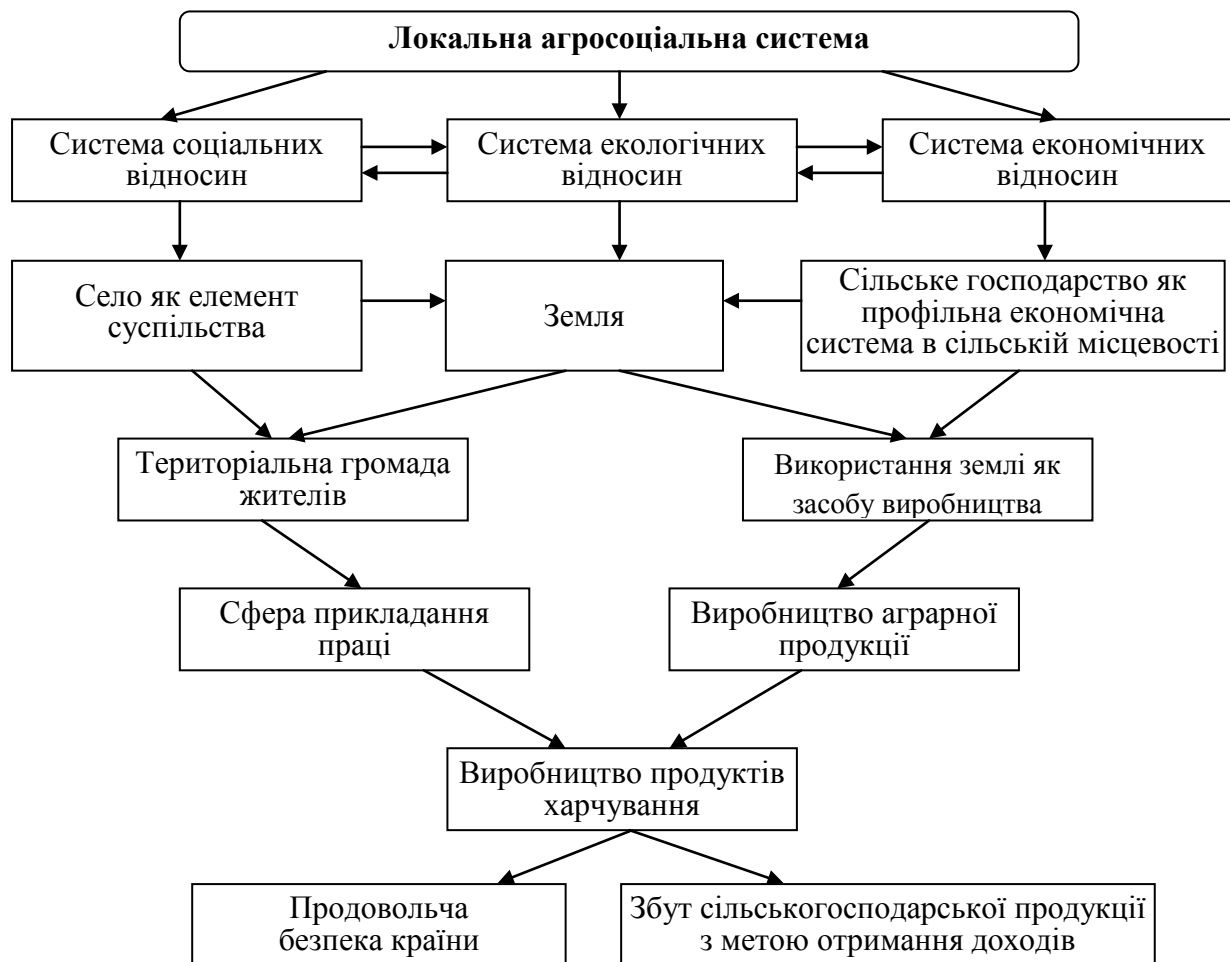 Локальна агросоціальна система
Система соціальних
відносин
Система екологічних
відносин
Система економічних
відносин
Село як елемент
суспільства
Земля
Сільське господарство як
профільна економічна
система в сільській місцевості
Територіальна громада
жителів
Використання землі як
засобу виробництва
Сфера прикладання
праці
Виробництво аграрної
продукції
Виробництво продуктів
харчування
Продовольча
безпека країни
Збут сільськогосподарської продукції
з метою отримання доходів